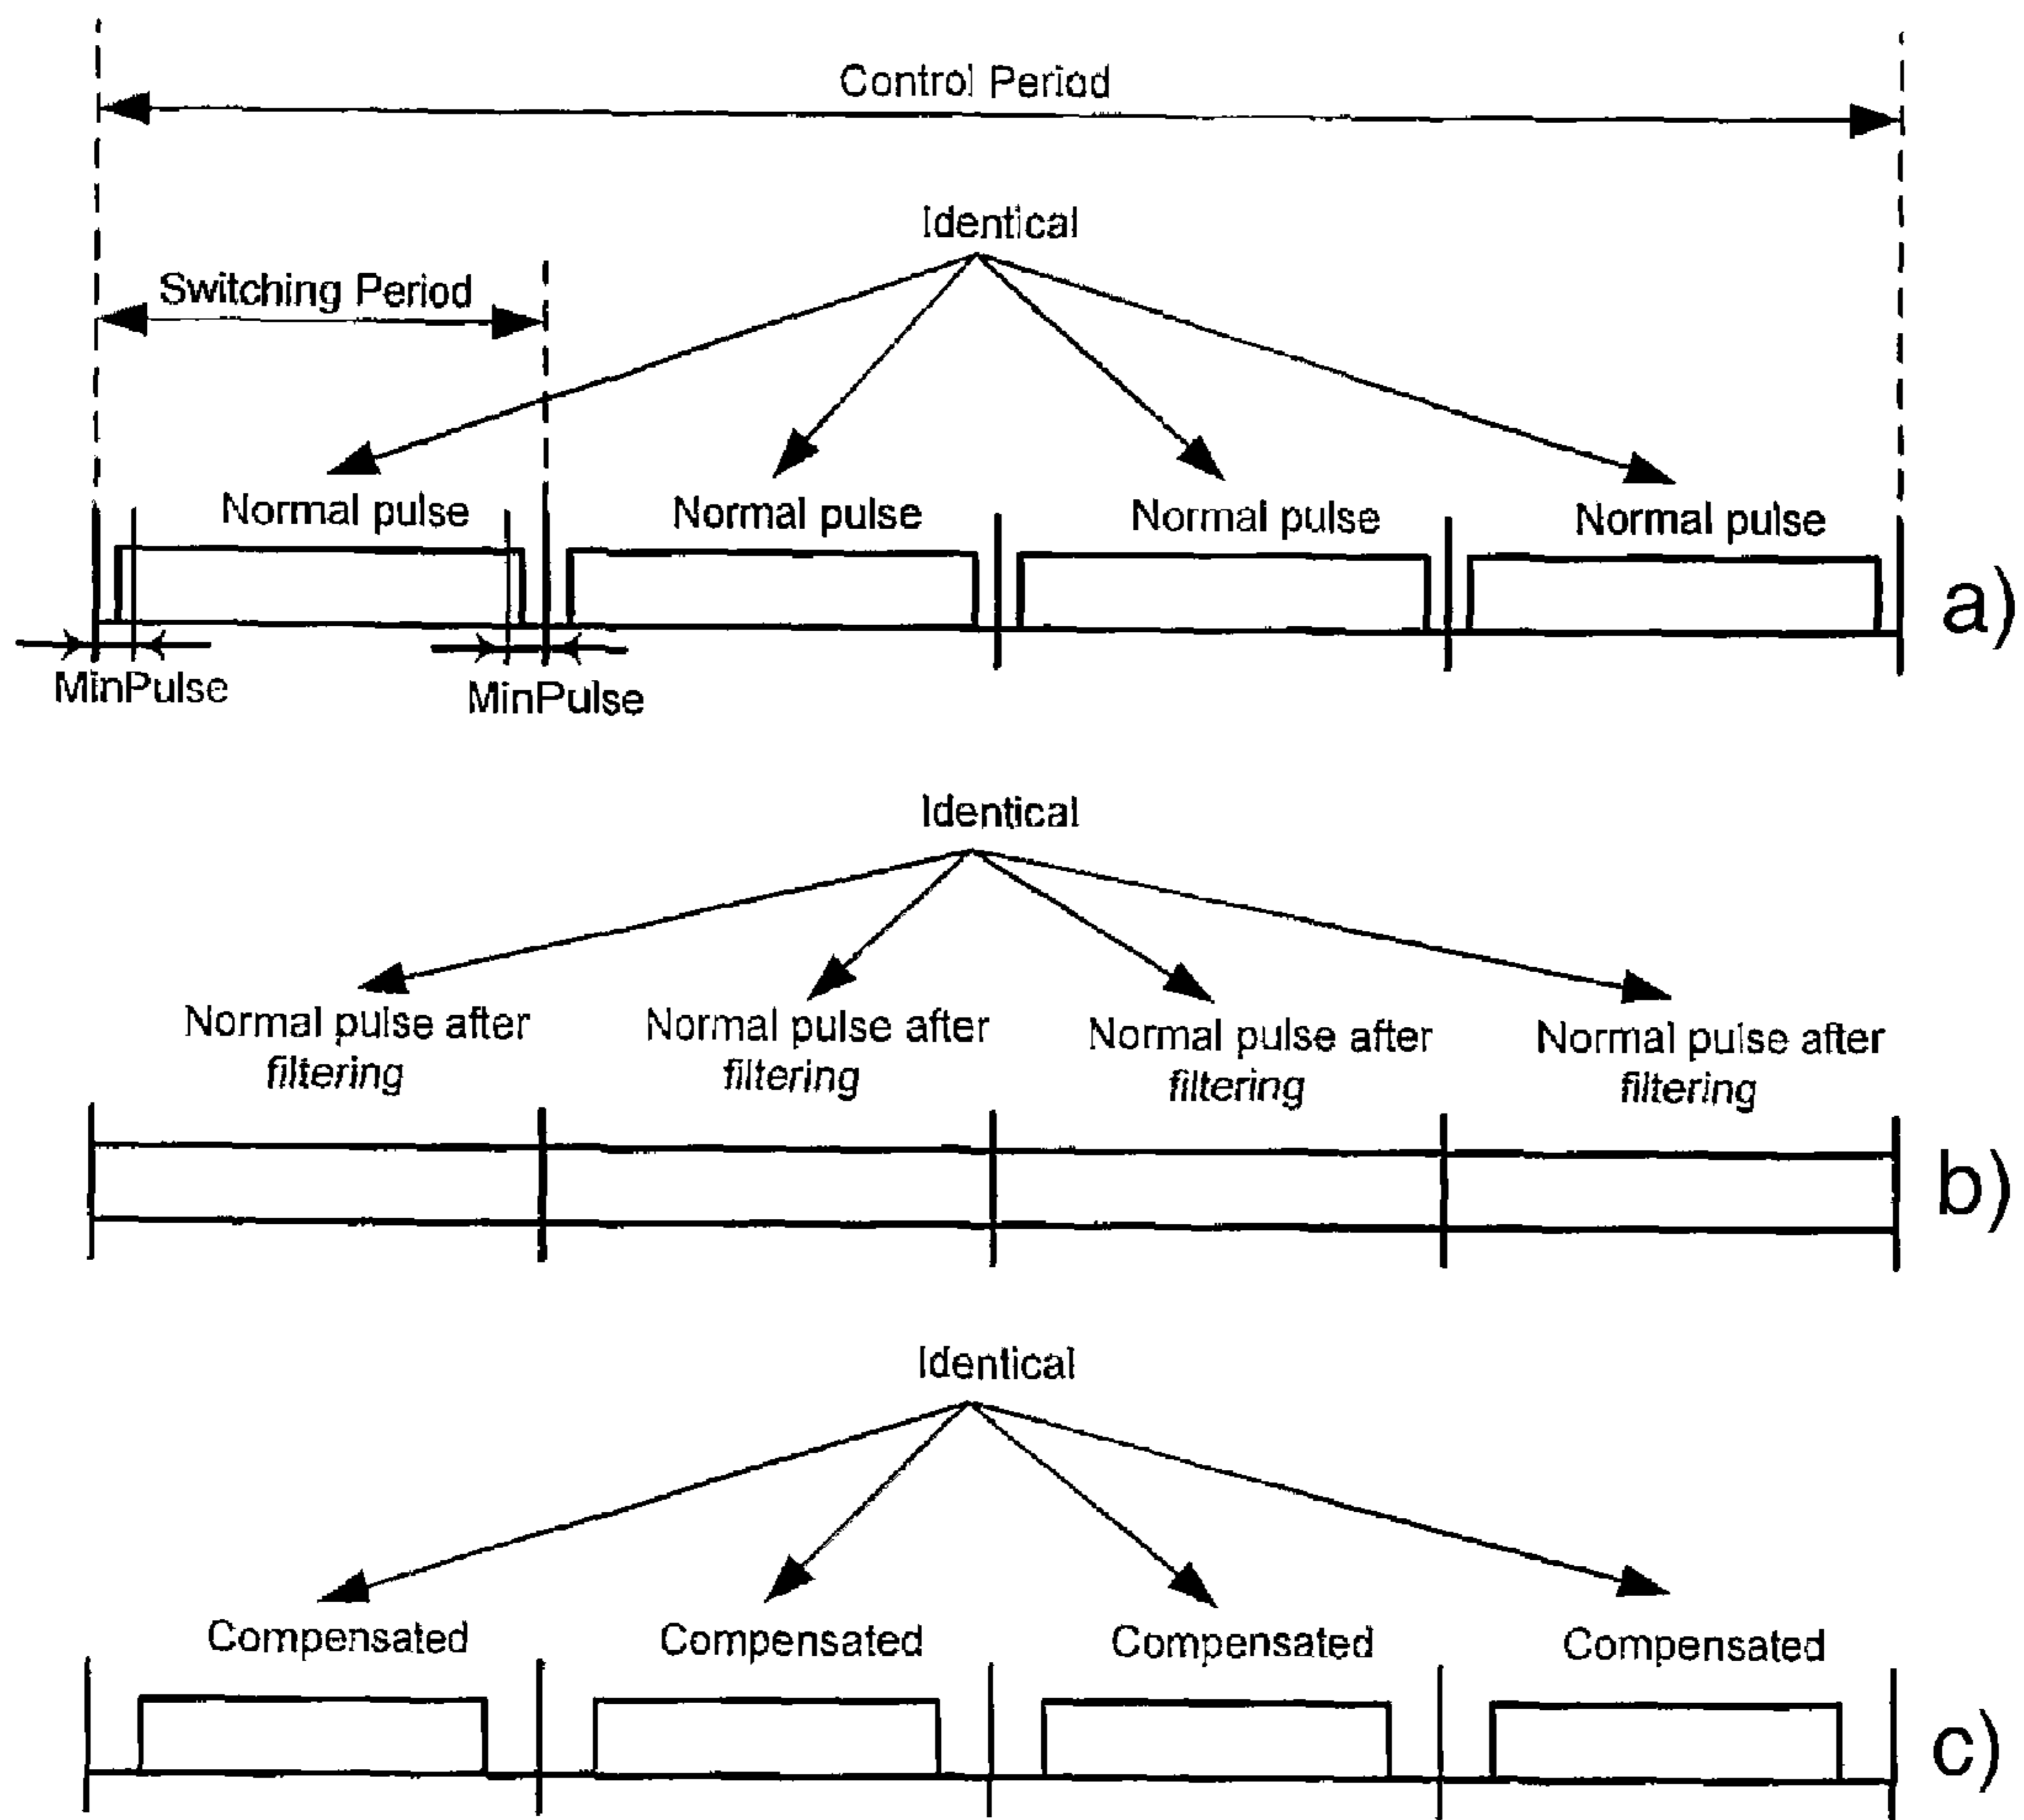 Control Period
Identical
Switching Period
Normal pulse
Normal pulse
Normal pulse
Normal pulse
a)
MinPulse
MinPulse
Identical
Normal pulse after
filtering
Normal pulse after
filtering
Normal pulse after
filtering
Normal pulse after
filtering
b)
Identical
Compensated
Compensated
Compensated
Compensated
c)